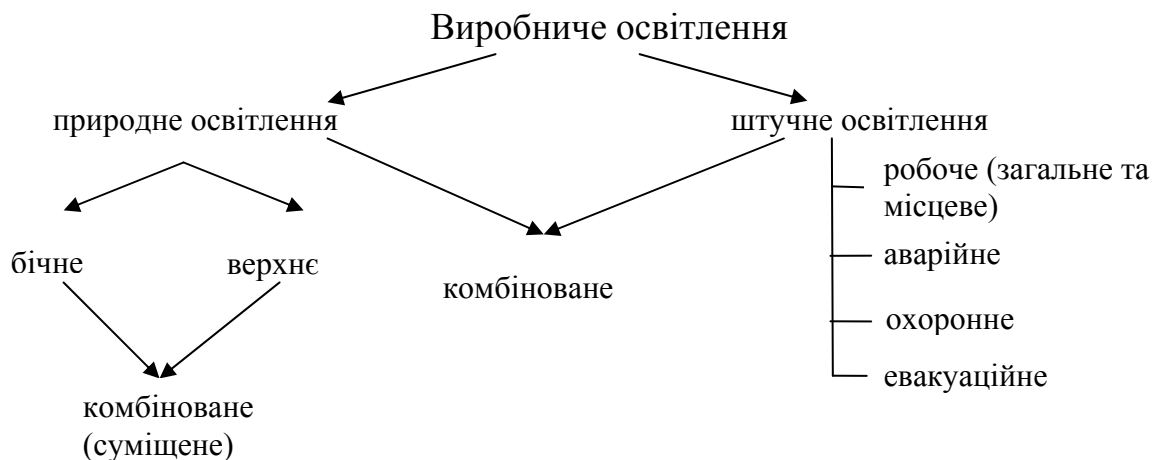 Виробниче освітлення
природне освітлення
штучне освітлення
робоче (загальне та
місцеве)
бічне
верхнє
аварійне
комбіноване
охоронне
евакуаційне
комбіноване
(суміщене)